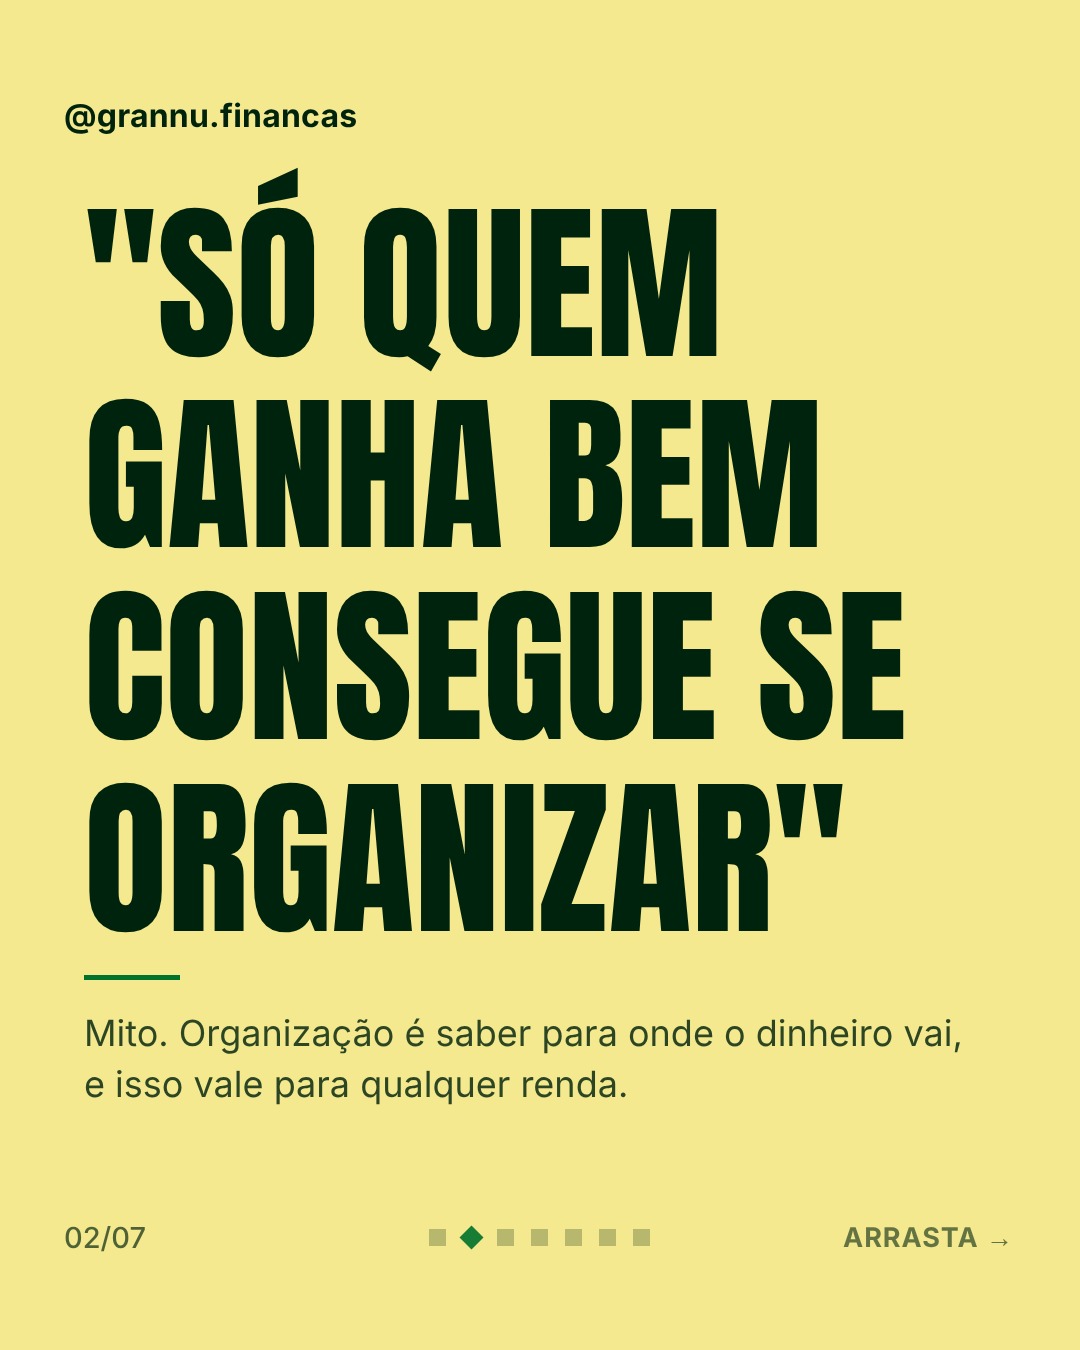 @grannu.financas
"SÓ QUEM
GANHA BEM
CONSEGUE SE
ORGANIZAR"
Mito. Organização é saber para onde o dinheiro vai,
e isso vale para qualquer renda.
02/07
ARRASTA →